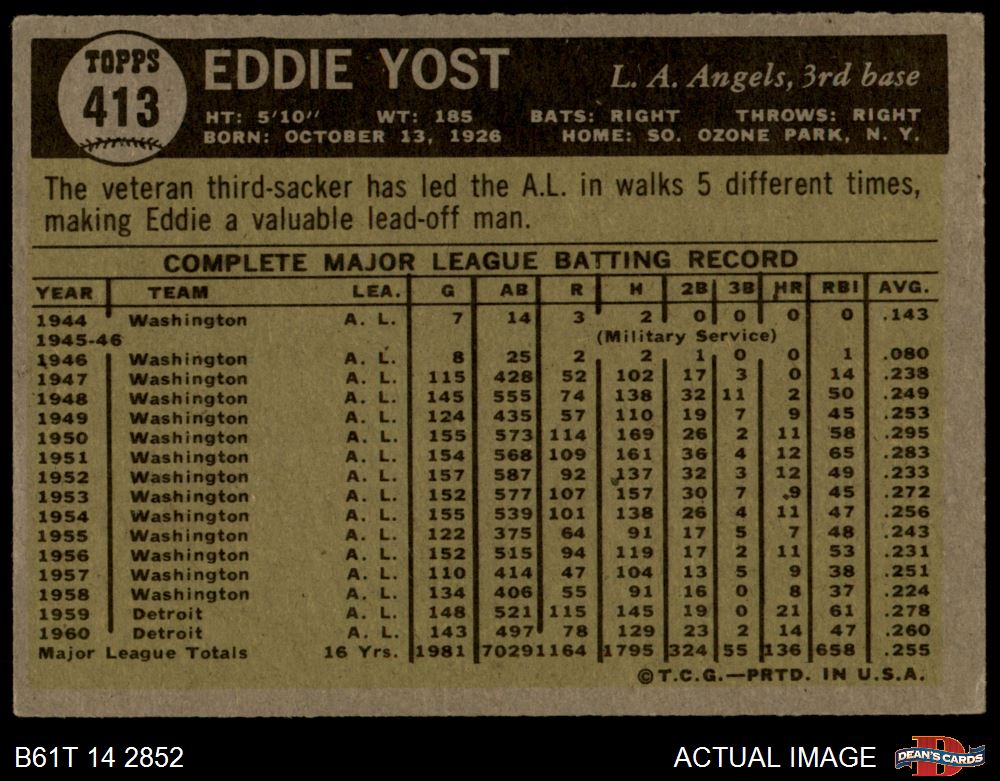 TOPPS
413
EDDIE YOST
L. A. Angels, 3rd base
HT: 5'10" WT: 185 BATS: RIGHT THROWS: RIGHT
BORN: OCTOBER 13, 1926 HOME: SO. OZONE PARK, N. Y.
The veteran third-sacker has led the A.L. in walks 5 different times,
making Eddie a valuable lead-off man.
COMPLETE MAJOR LEAGUE BATTING RECORD
YEAR TEAM LEA. G AB R H 2B 3B HR RBI AVG.
1944 Washington A. L. 7 14 3 2 0 0 0 0 .143
1945-46 (Military Service)
1946 Washington A. L. 8 25 2 2 1 0 0 1 .080
1947 Washington A. L. 115 428 52 102 17 3 0 14 .238
1948 Washington A. L. 145 555 74 138 32 11 2 50 .249
1949 Washington A. L. 124 435 57 110 19 7 9 45 .253
1950 Washington A. L. 155 573 114 169 26 2 11 58 .295
1951 Washington A. L. 154 568 109 161 36 4 12 65 .283
1952 Washington A. L. 157 587 92 137 32 3 12 49 .233
1953 Washington A. L. 152 577 107 157 30 7 9 45 .272
1954 Washington A. L. 155 539 101 138 26 4 11 47 .256
1955 Washington A. L. 122 375 64 91 17 5 7 48 .243
1956 Washington A. L. 152 515 94 119 17 2 11 53 .231
1957 Washington A. L. 110 414 47 104 13 5 9 38 .251
1958 Washington A. L. 134 406 55 91 16 0 8 37 .224
1959 Detroit A. L. 148 521 115 145 19 0 21 61 .278
1960 Detroit A. L. 143 497 78 129 23 2 14 47 .260
Major League Totals 16 Yrs. 1981 7029 1164 1795 324 55 136 658 .255
©T.C.G.—PRTD. IN U.S.A.
B61T 14 2852 ACTUAL IMAGE
D
DEAN'S CARDS